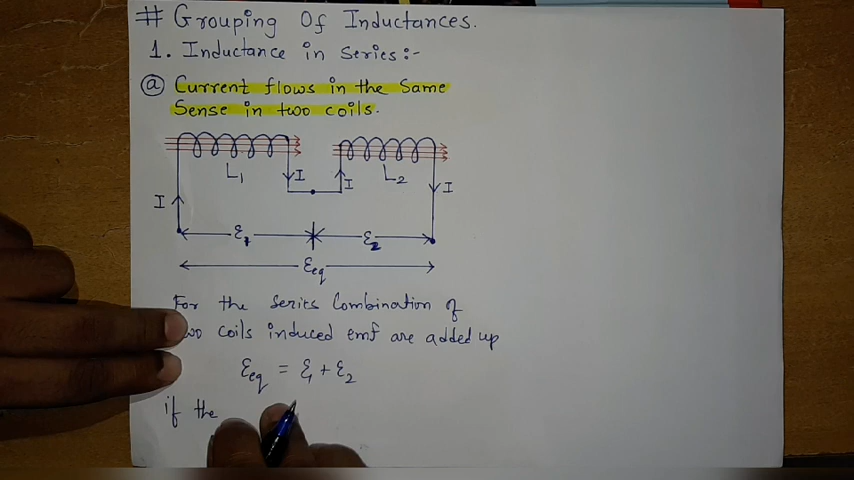 # Grouping Of Inductances.
1. Inductance in Series:-
(a) Current flows in the Same
Sense in two coils.
L1 I I L2
I I
ε1 ε2
εeq
For the series Combination of
two coils induced emf are added up
εeq = ε1 + ε2
if the